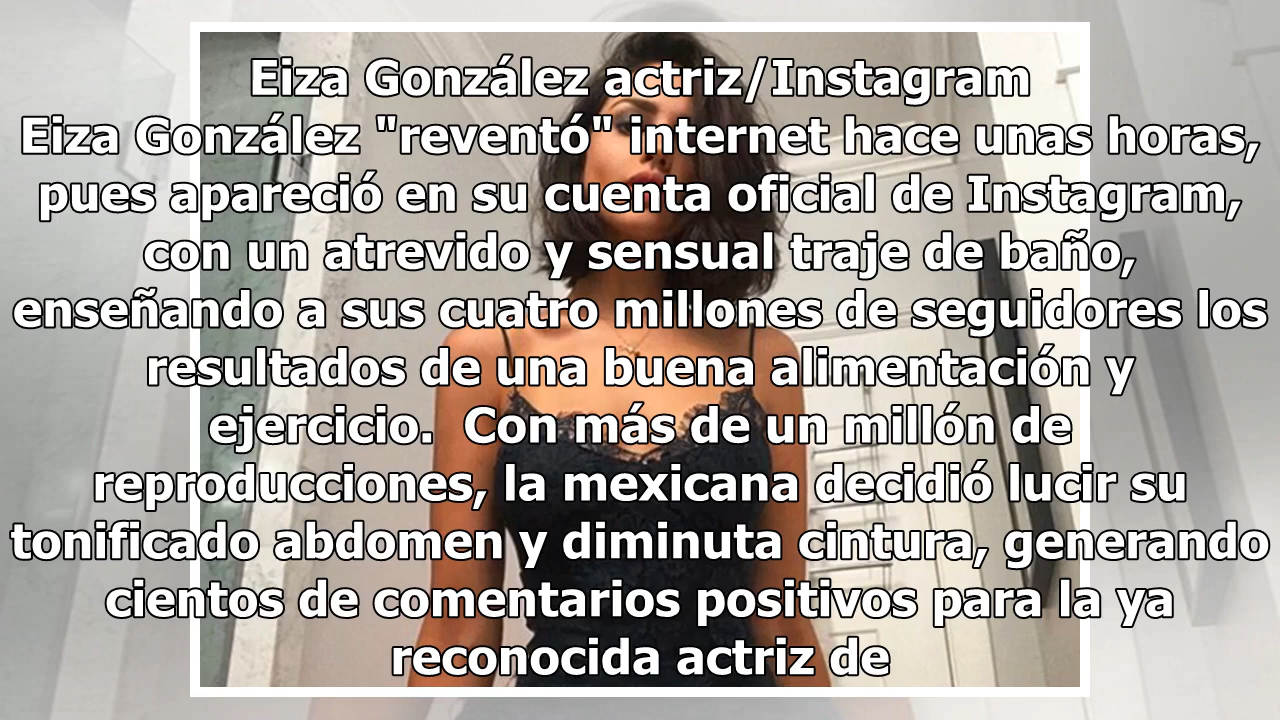 Eiza González actriz/Instagram
Eiza González "reventó" internet hace unas horas,
pues apareció en su cuenta oficial de Instagram,
con un atrevido y sensual traje de baño,
enseñando a sus cuatro millones de seguidores los
resultados de una buena alimentación y
ejercicio.  Con más de un millón de
reproducciones, la mexicana decidió lucir su
tonificado abdomen y diminuta cintura, generando
cientos de comentarios positivos para la ya
reconocida actriz de